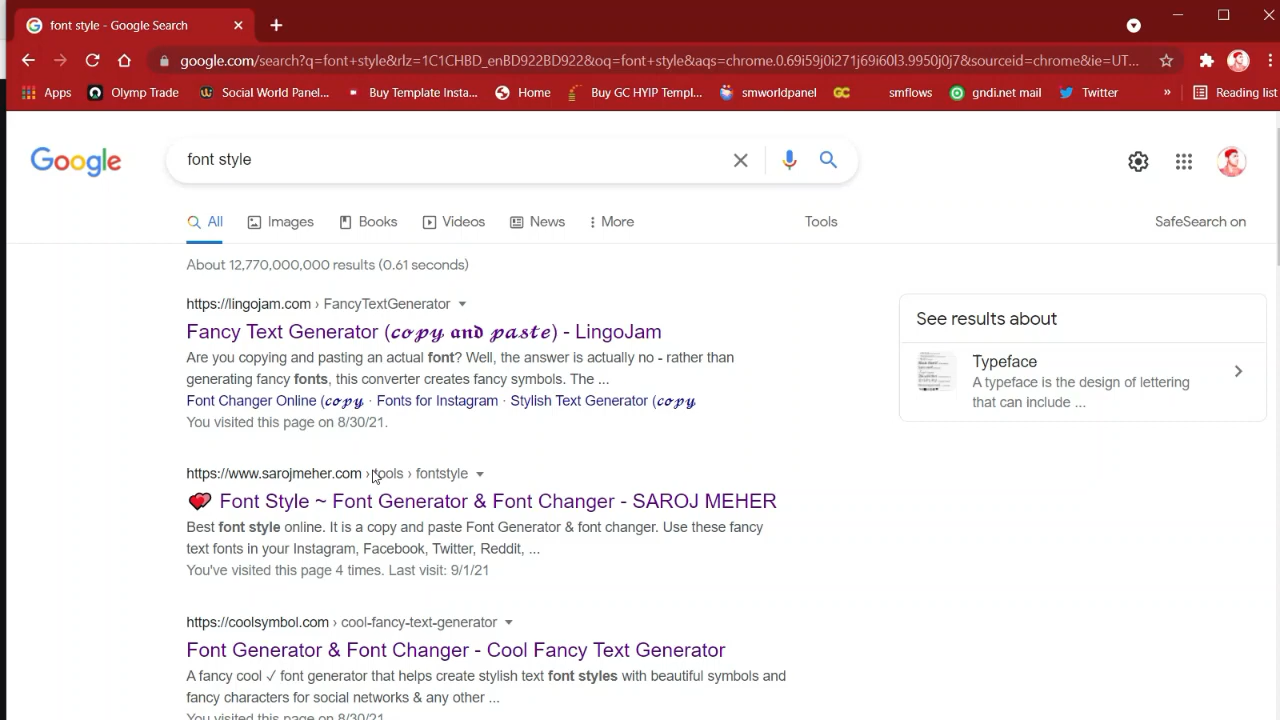 font style - Google Search
google.com/search?q=font+style&rlz=1C1CHBD_enBD922BD922&oq=font+style&aqs=chrome.0.69i59j0i271j69i60l3.9950j0j7&sourceid=chrome&ie=UT...
Apps Olymp Trade Social World Panel... Buy Template Insta... Home Buy GC HYIP Templ... smworldpanel GC smflows gndi.net mail Twitter » Reading list
Google font style
All Images Books Videos News More Tools SafeSearch on
About 12,770,000,000 results (0.61 seconds)
https://lingojam.com › FancyTextGenerator
Fancy Text Generator (𝓬𝓸𝓹𝔂 𝖆𝖓𝖉 𝓹𝓪𝓼𝓽𝓮) - LingoJam
Are you copying and pasting an actual font? Well, the answer is actually no - rather than
generating fancy fonts, this converter creates fancy symbols. The ...
Font Changer Online (𝓬𝓸𝓹𝔂 · Fonts for Instagram · Stylish Text Generator (𝓬𝓸𝓹𝔂
You visited this page on 8/30/21.
https://www.sarojmeher.com › tools › fontstyle
💕 Font Style ~ Font Generator & Font Changer - SAROJ MEHER
Best font style online. It is a copy and paste Font Generator & font changer. Use these fancy
text fonts in your Instagram, Facebook, Twitter, Reddit, ...
You've visited this page 4 times. Last visit: 9/1/21
https://coolsymbol.com › cool-fancy-text-generator
Font Generator & Font Changer - Cool Fancy Text Generator
A fancy cool ✓ font generator that helps create stylish text font styles with beautiful symbols and
fancy characters for social networks & any other ...
You visited this page on 8/30/21.
See results about
Typeface
A typeface is the design of lettering
that can include ...